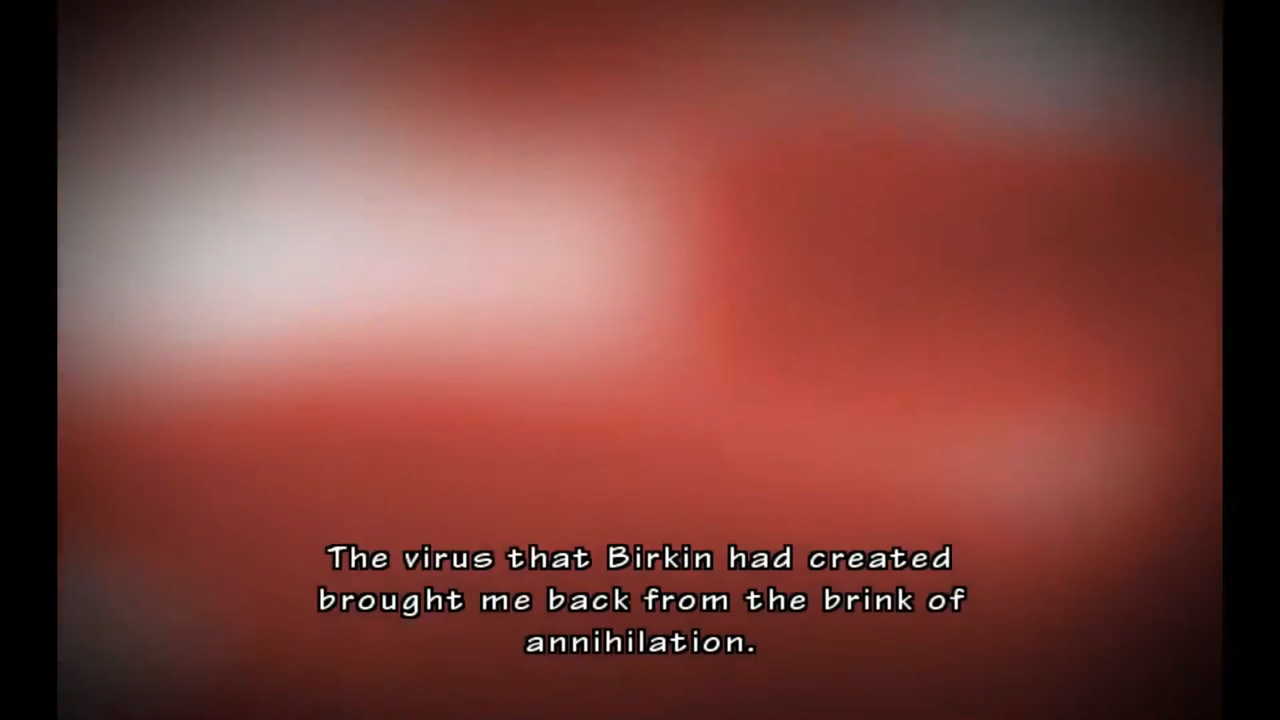 The virus that Birkin had created
brought me back from the brink of
annihilation.